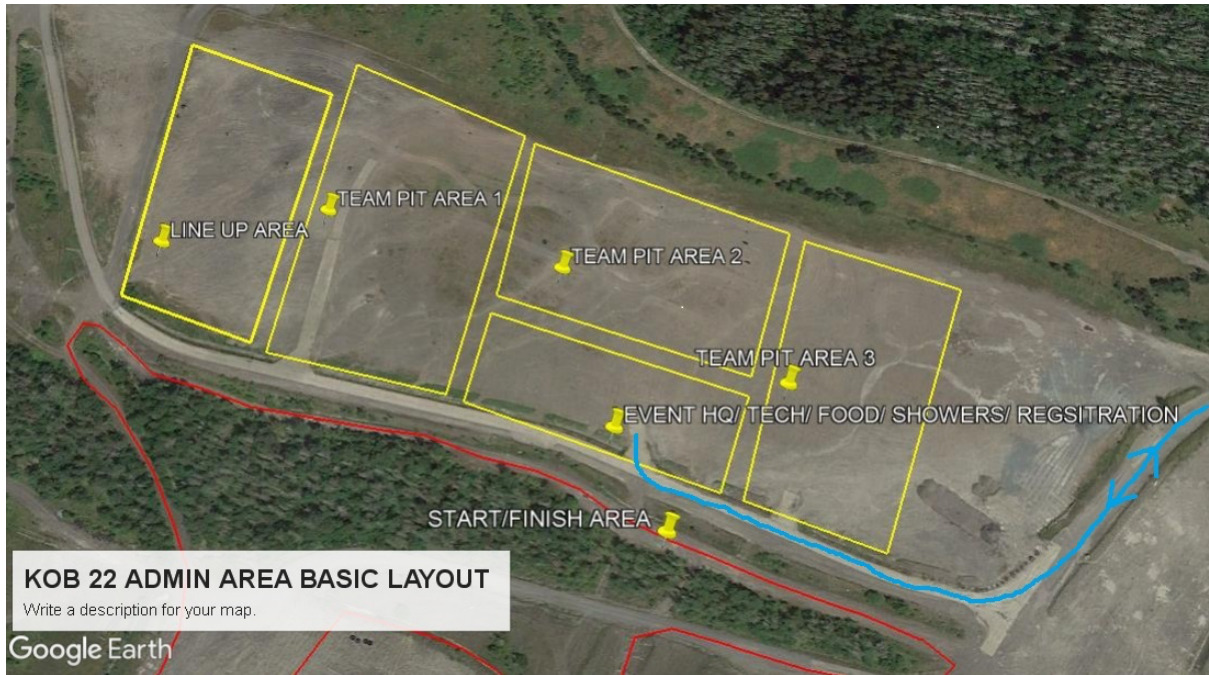 TEAM PIT AREA 1
LINE UP AREA
TEAM PIT AREA 2
TEAM PIT AREA 3
EVENT HQ/ TECH/ FOOD/ SHOWERS/ REGSITRATION
START/FINISH AREA
KOB 22 ADMIN AREA BASIC LAYOUT
Write a description for your map.
Google Earth